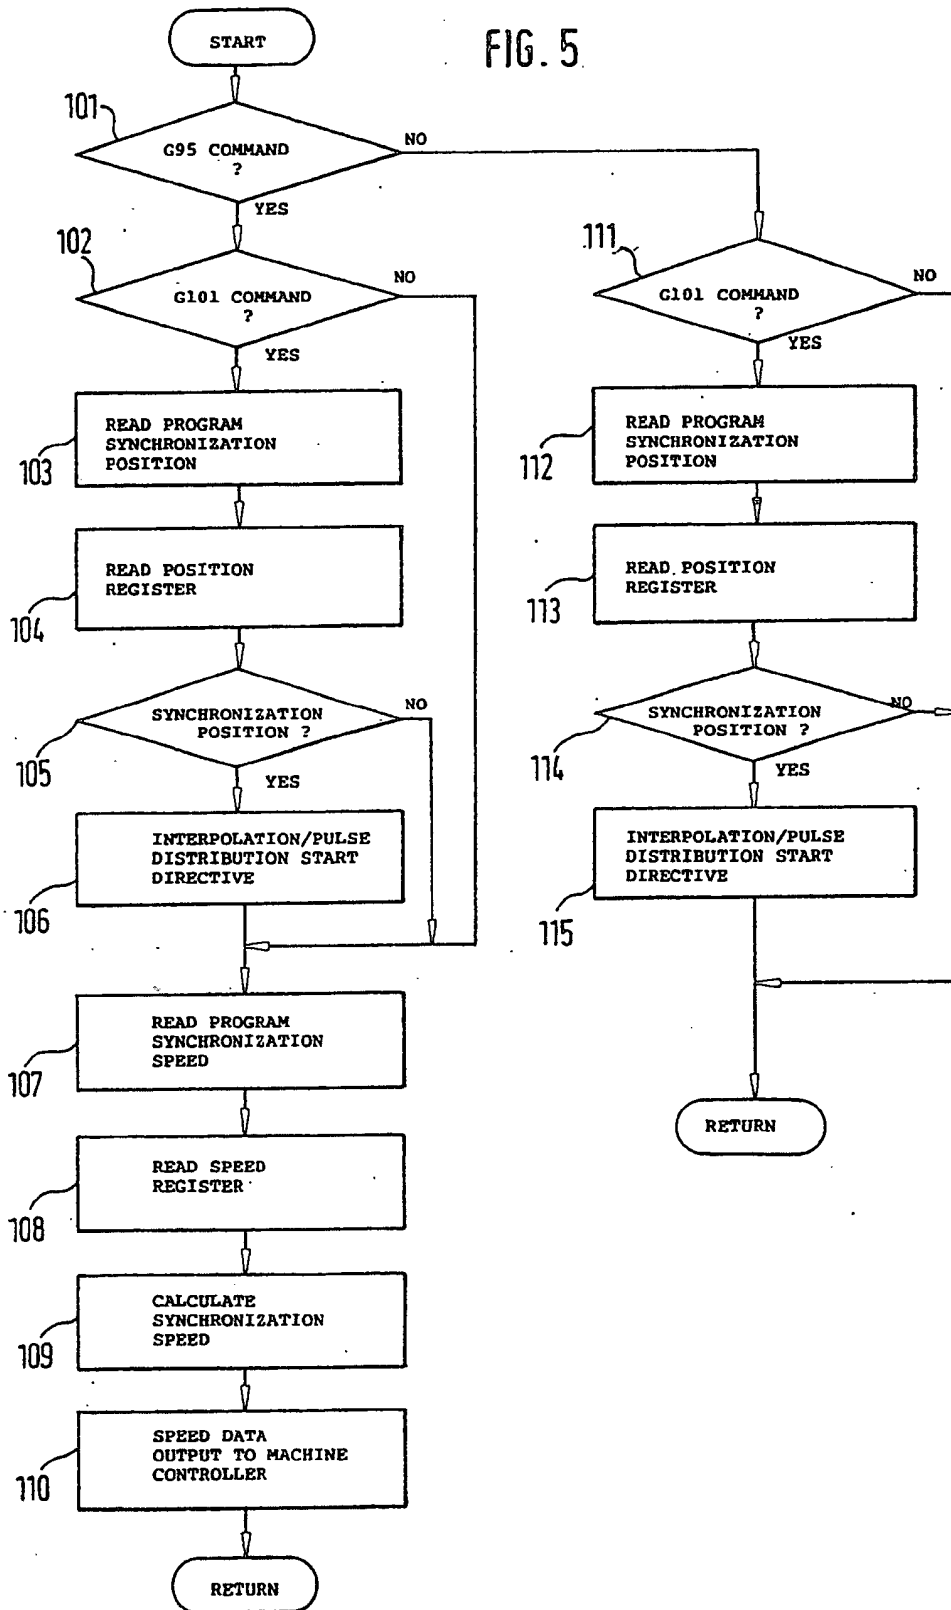 FIG. 5
START
101
G95 COMMAND
?
NO
YES
102
G101 COMMAND
?
NO
YES
103
READ PROGRAM
SYNCHRONIZATION
POSITION
104
READ POSITION
REGISTER
105
SYNCHRONIZATION
POSITION ?
NO
YES
106
INTERPOLATION/PULSE
DISTRIBUTION START
DIRECTIVE
107
READ PROGRAM
SYNCHRONIZATION
SPEED
108
READ SPEED
REGISTER
109
CALCULATE
SYNCHRONIZATION
SPEED
110
SPEED DATA
OUTPUT TO MACHINE
CONTROLLER
RETURN
111
G101 COMMAND
?
NO
YES
112
READ PROGRAM
SYNCHRONIZATION
POSITION
113
READ POSITION
REGISTER
114
SYNCHRONIZATION
POSITION ?
NO
YES
115
INTERPOLATION/PULSE
DISTRIBUTION START
DIRECTIVE
RETURN